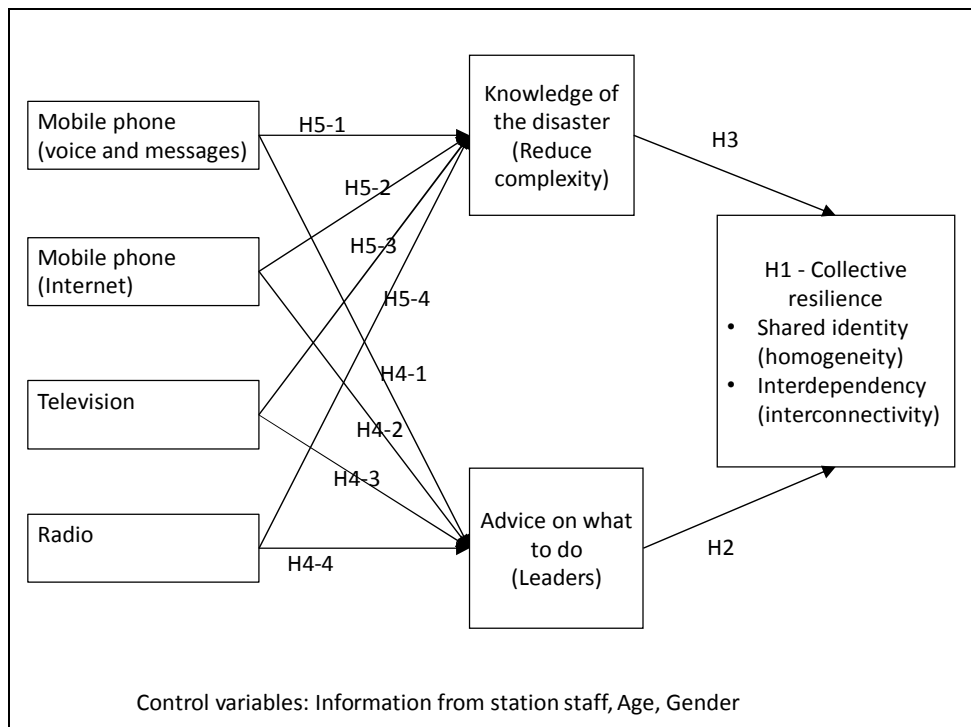 Mobile phone
(voice and messages)
Mobile phone
(Internet)
Television
Radio
H5-1
H5-2
H5-3
H5-4
H4-1
H4-2
H4-3
H4-4
Knowledge of
the disaster
(Reduce
complexity)
Advice on what
to do
(Leaders)
H3
H2
H1 - Collective
resilience
• Shared identity
(homogeneity)
• Interdependency
(interconnectivity)
Control variables: Information from station staff, Age, Gender